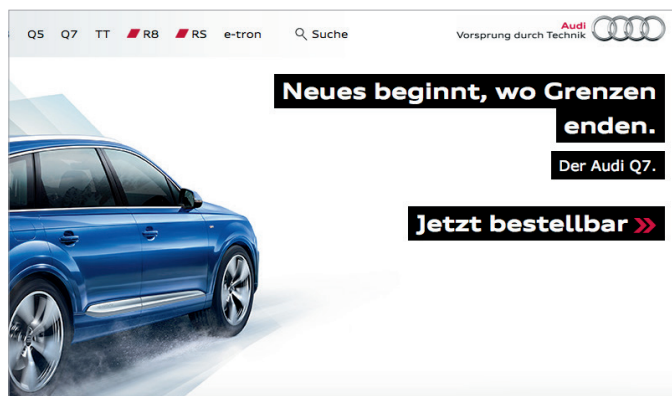 Q5 Q7 TT R8 RS e-tron Suche
Audi
Vorsprung durch Technik
Neues beginnt, wo Grenzen
enden.
Der Audi Q7.
Jetzt bestellbar »